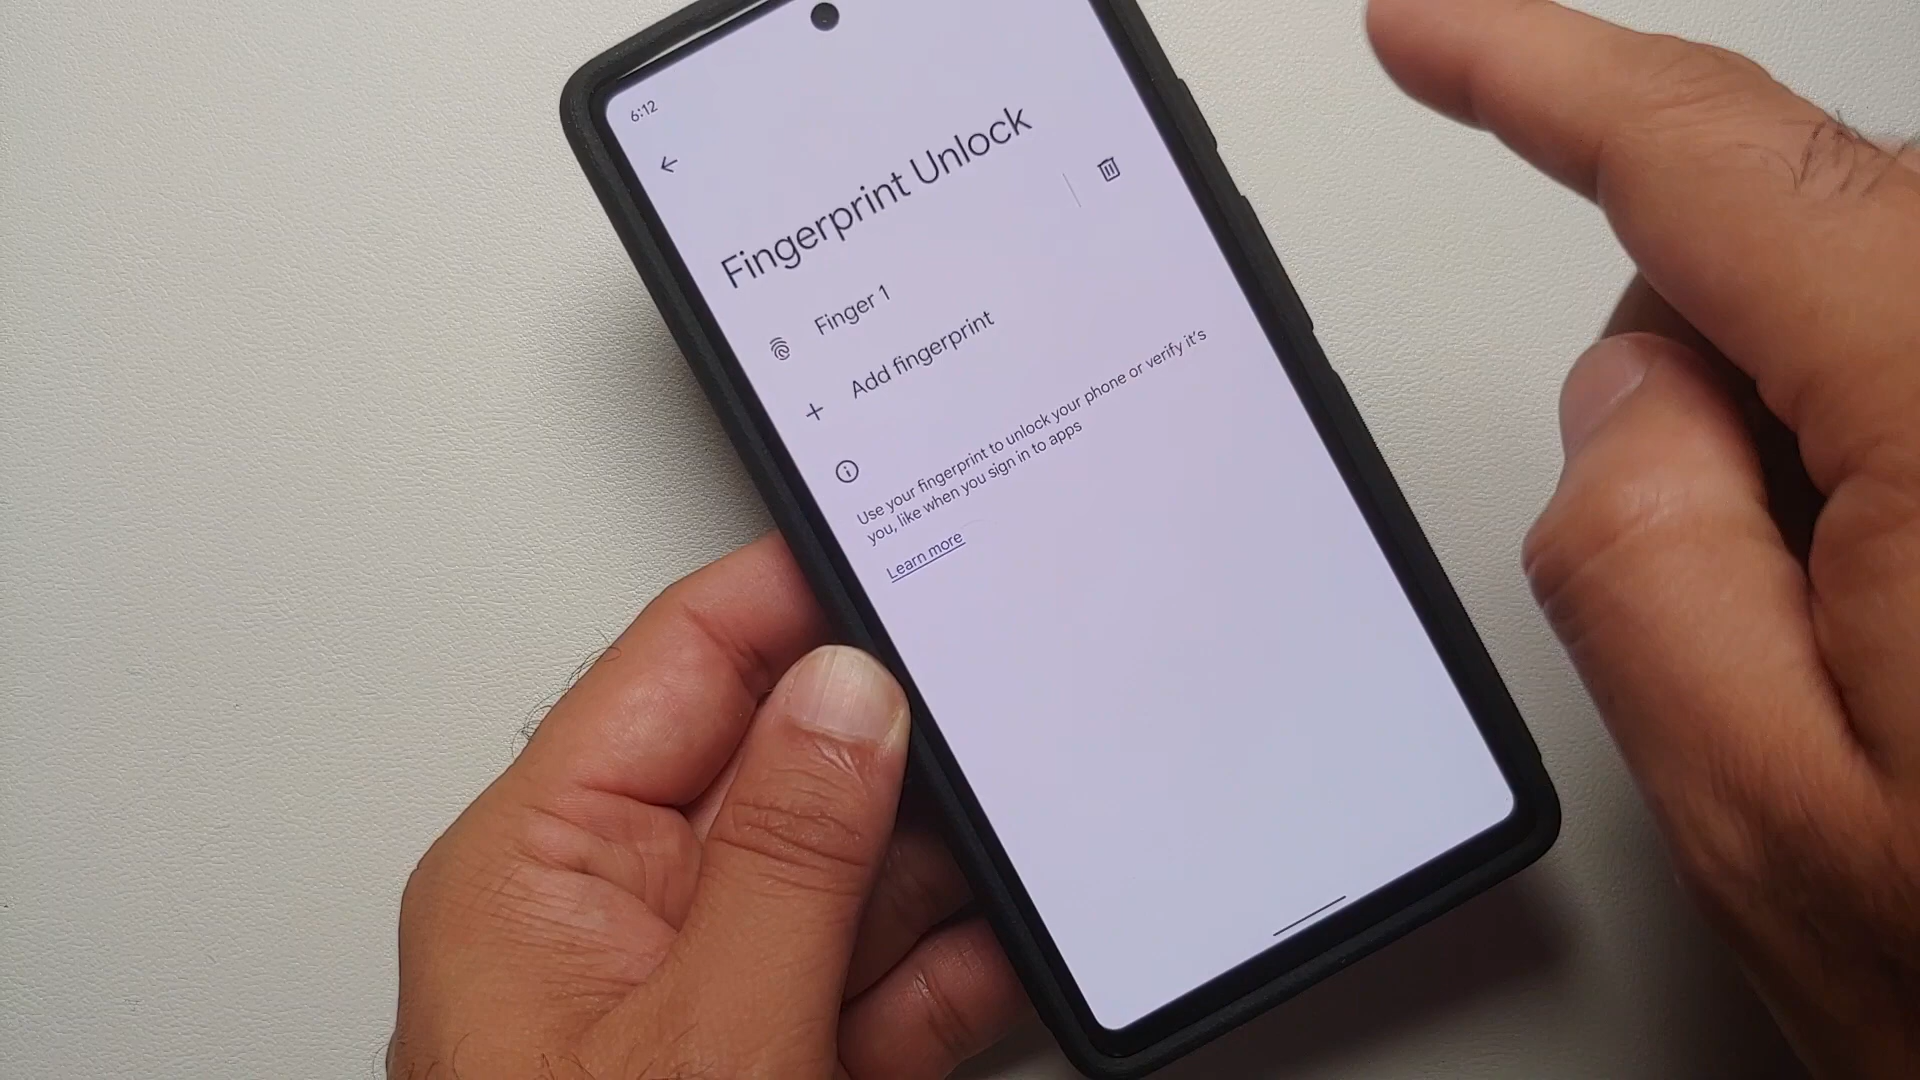 6:12
Fingerprint Unlock
Finger 1
Add fingerprint
Use your fingerprint to unlock your phone or verify it's
you, like when you sign in to apps
Learn more